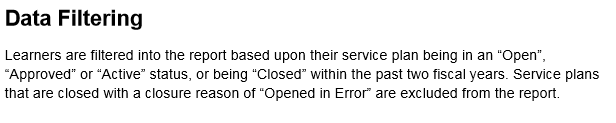 Data Filtering
Learners are filtered into the report based upon their service plan being in an “Open”,
“Approved” or “Active” status, or being “Closed” within the past two fiscal years. Service plans
that are closed with a closure reason of “Opened in Error” are excluded from the report.